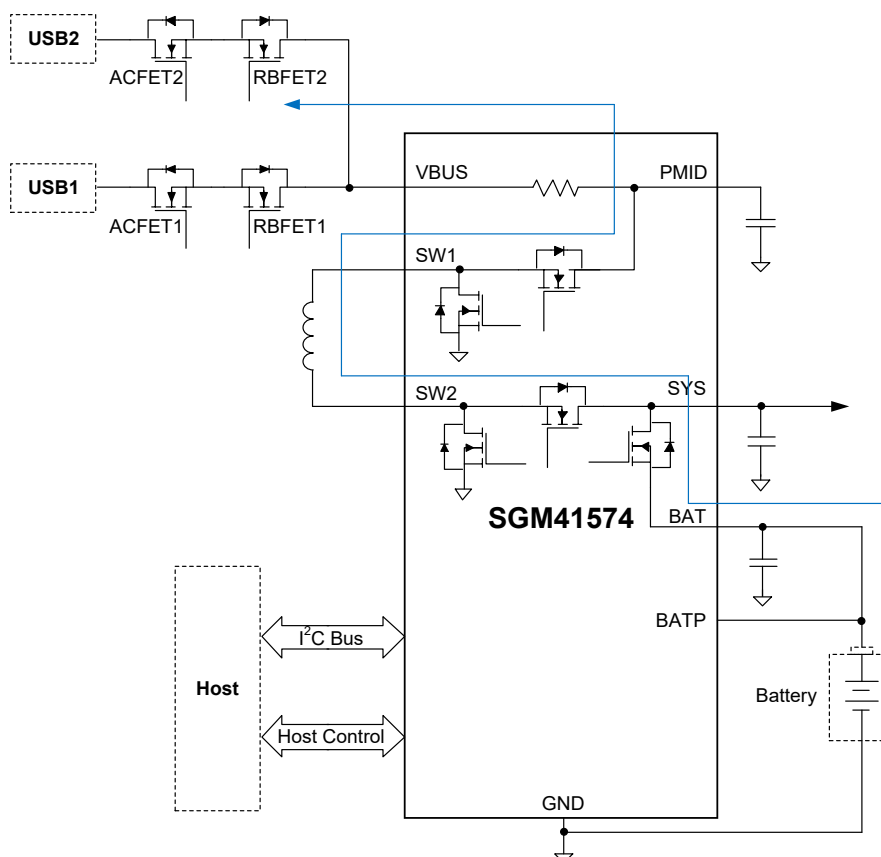 USB2
ACFET2 RBFET2
USB1
ACFET1 RBFET1
VBUS PMID
SW1
SW2 SYS
SGM41574
BAT
BATP
I²C Bus
Host
Host Control
Battery
GND